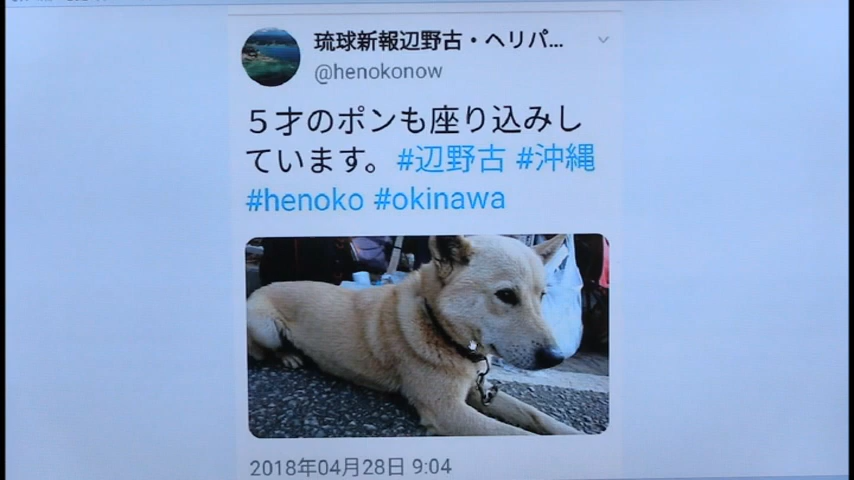 琉球新報辺野古・ヘリパ...
@henokonow
５才のポンも座り込みし
ています。#辺野古 #沖縄
#henoko #okinawa
2018年04月28日 9:04